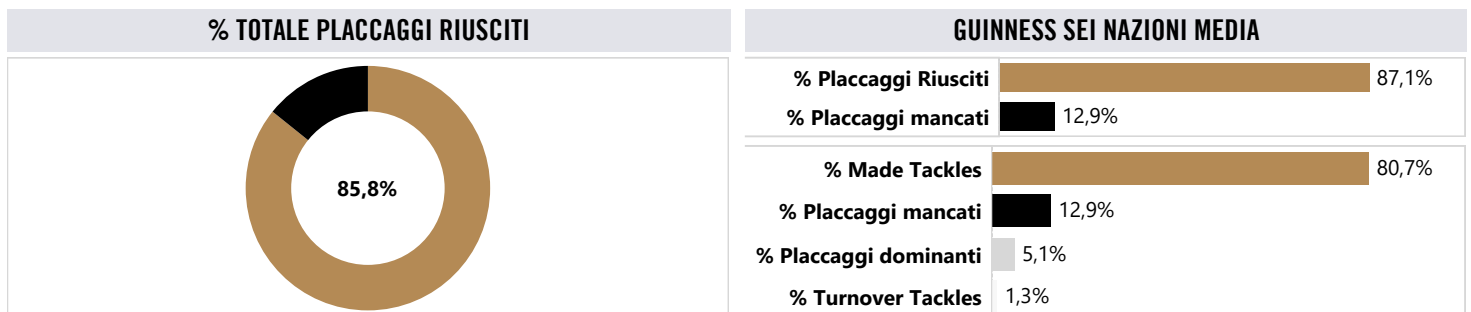 % TOTALE PLACCAGGI RIUSCITI
85,8%
GUINNESS SEI NAZIONI MEDIA
% Placcaggi Riusciti 87,1%
% Placcaggi mancati 12,9%
% Made Tackles 80,7%
% Placcaggi mancati 12,9%
% Placcaggi dominanti 5,1%
% Turnover Tackles 1,3%